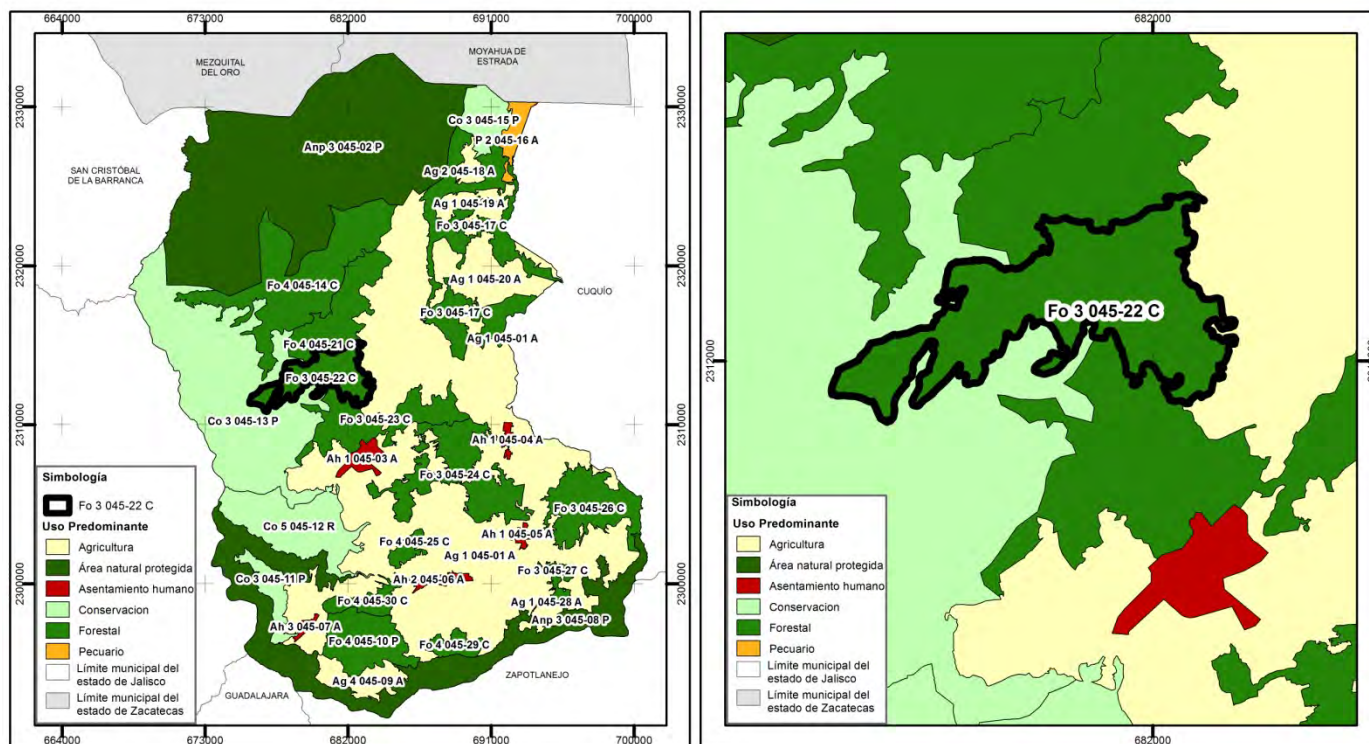 664000
673000
682000
691000
700000
MEZQUITAL
DEL ORO
MOYAHUA DE
ESTRADA
2330000
2330000
Co 3 045-15 P
P 2 045-16 A
Anp 3 045-02 P
SAN CRISTÓBAL
DE LA BARRANCA
Ag 2 045-18 A
Ag 1 045-19 A
Fo 3 045-17 C
2320000
2320000
Ag 1 045-20 A
Fo 4 045-14 C
CUQUÍO
Fo 3 045-17 C
Ag 1 045-01 A
Fo 4 045-21 C
Fo 3 045-22 C
2310000
2310000
Co 3 045-13 P
Fo 3 045-23 C
Ah 1 045-04 A
Ah 1 045-03 A
Fo 3 045-24 C
Fo 3 045-26 C
Co 5 045-12 R
Ah 1 045-05 A
Fo 4 045-25 C
Ag 1 045-01 A
2300000
2300000
Co 3 045-11 P
Ah 2 045-06 A
Fo 3 045-27 C
Fo 4 045-30 C
Ag 1 045-28 A
Anp 3 045-08 P
Ah 3 045-07 A
Fo 4 045-10 P
Fo 4 045-29 C
ZAPOTLANEJO
Ag 4 045-09 A
GUADALAJARA
Simbología
Fo 3 045-22 C
Uso Predominante
Agricultura
Área natural protegida
Asentamiento humano
Conservacion
Forestal
Pecuario
Límite municipal del
estado de Jalisco
Límite municipal del
estado de Zacatecas
664000
673000
682000
691000
700000
682000
Fo 3 045-22 C
2312000
Simbología
Uso Predominante
Agricultura
Área natural protegida
Asentamiento humano
Conservacion
Forestal
Pecuario
Límite municipal del
estado de Jalisco
Límite municipal del
estado de Zacatecas
682000